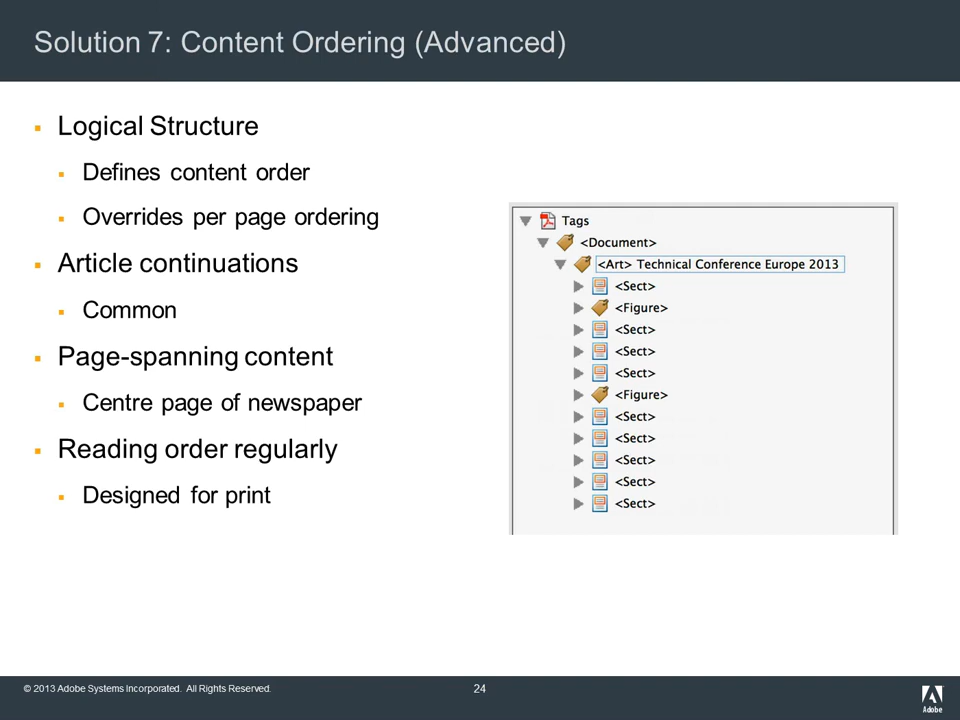 Solution 7: Content Ordering (Advanced)
Logical Structure
Defines content order
Overrides per page ordering
Article continuations
Common
Page-spanning content
Centre page of newspaper
Reading order regularly
Designed for print
Tags
<Document>
<Art> Technical Conference Europe 2013
<Sect>
<Figure>
<Sect>
<Sect>
<Sect>
<Figure>
<Sect>
<Sect>
<Sect>
<Sect>
<Sect>
© 2013 Adobe Systems Incorporated. All Rights Reserved.
24
Adobe